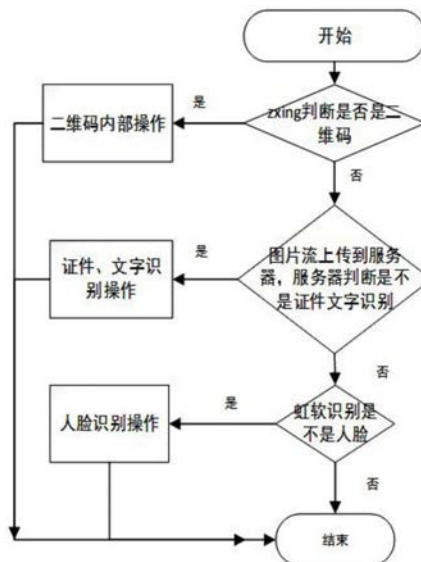 开始
zxing判断是否是二
维码
是
二维码内部操作
否
图片流上传到服务
器，服务器判断是不
是证件文字识别
是
证件、文字识
别操作
否
虹软识别是
不是人脸
是
人脸识别操作
否
结束